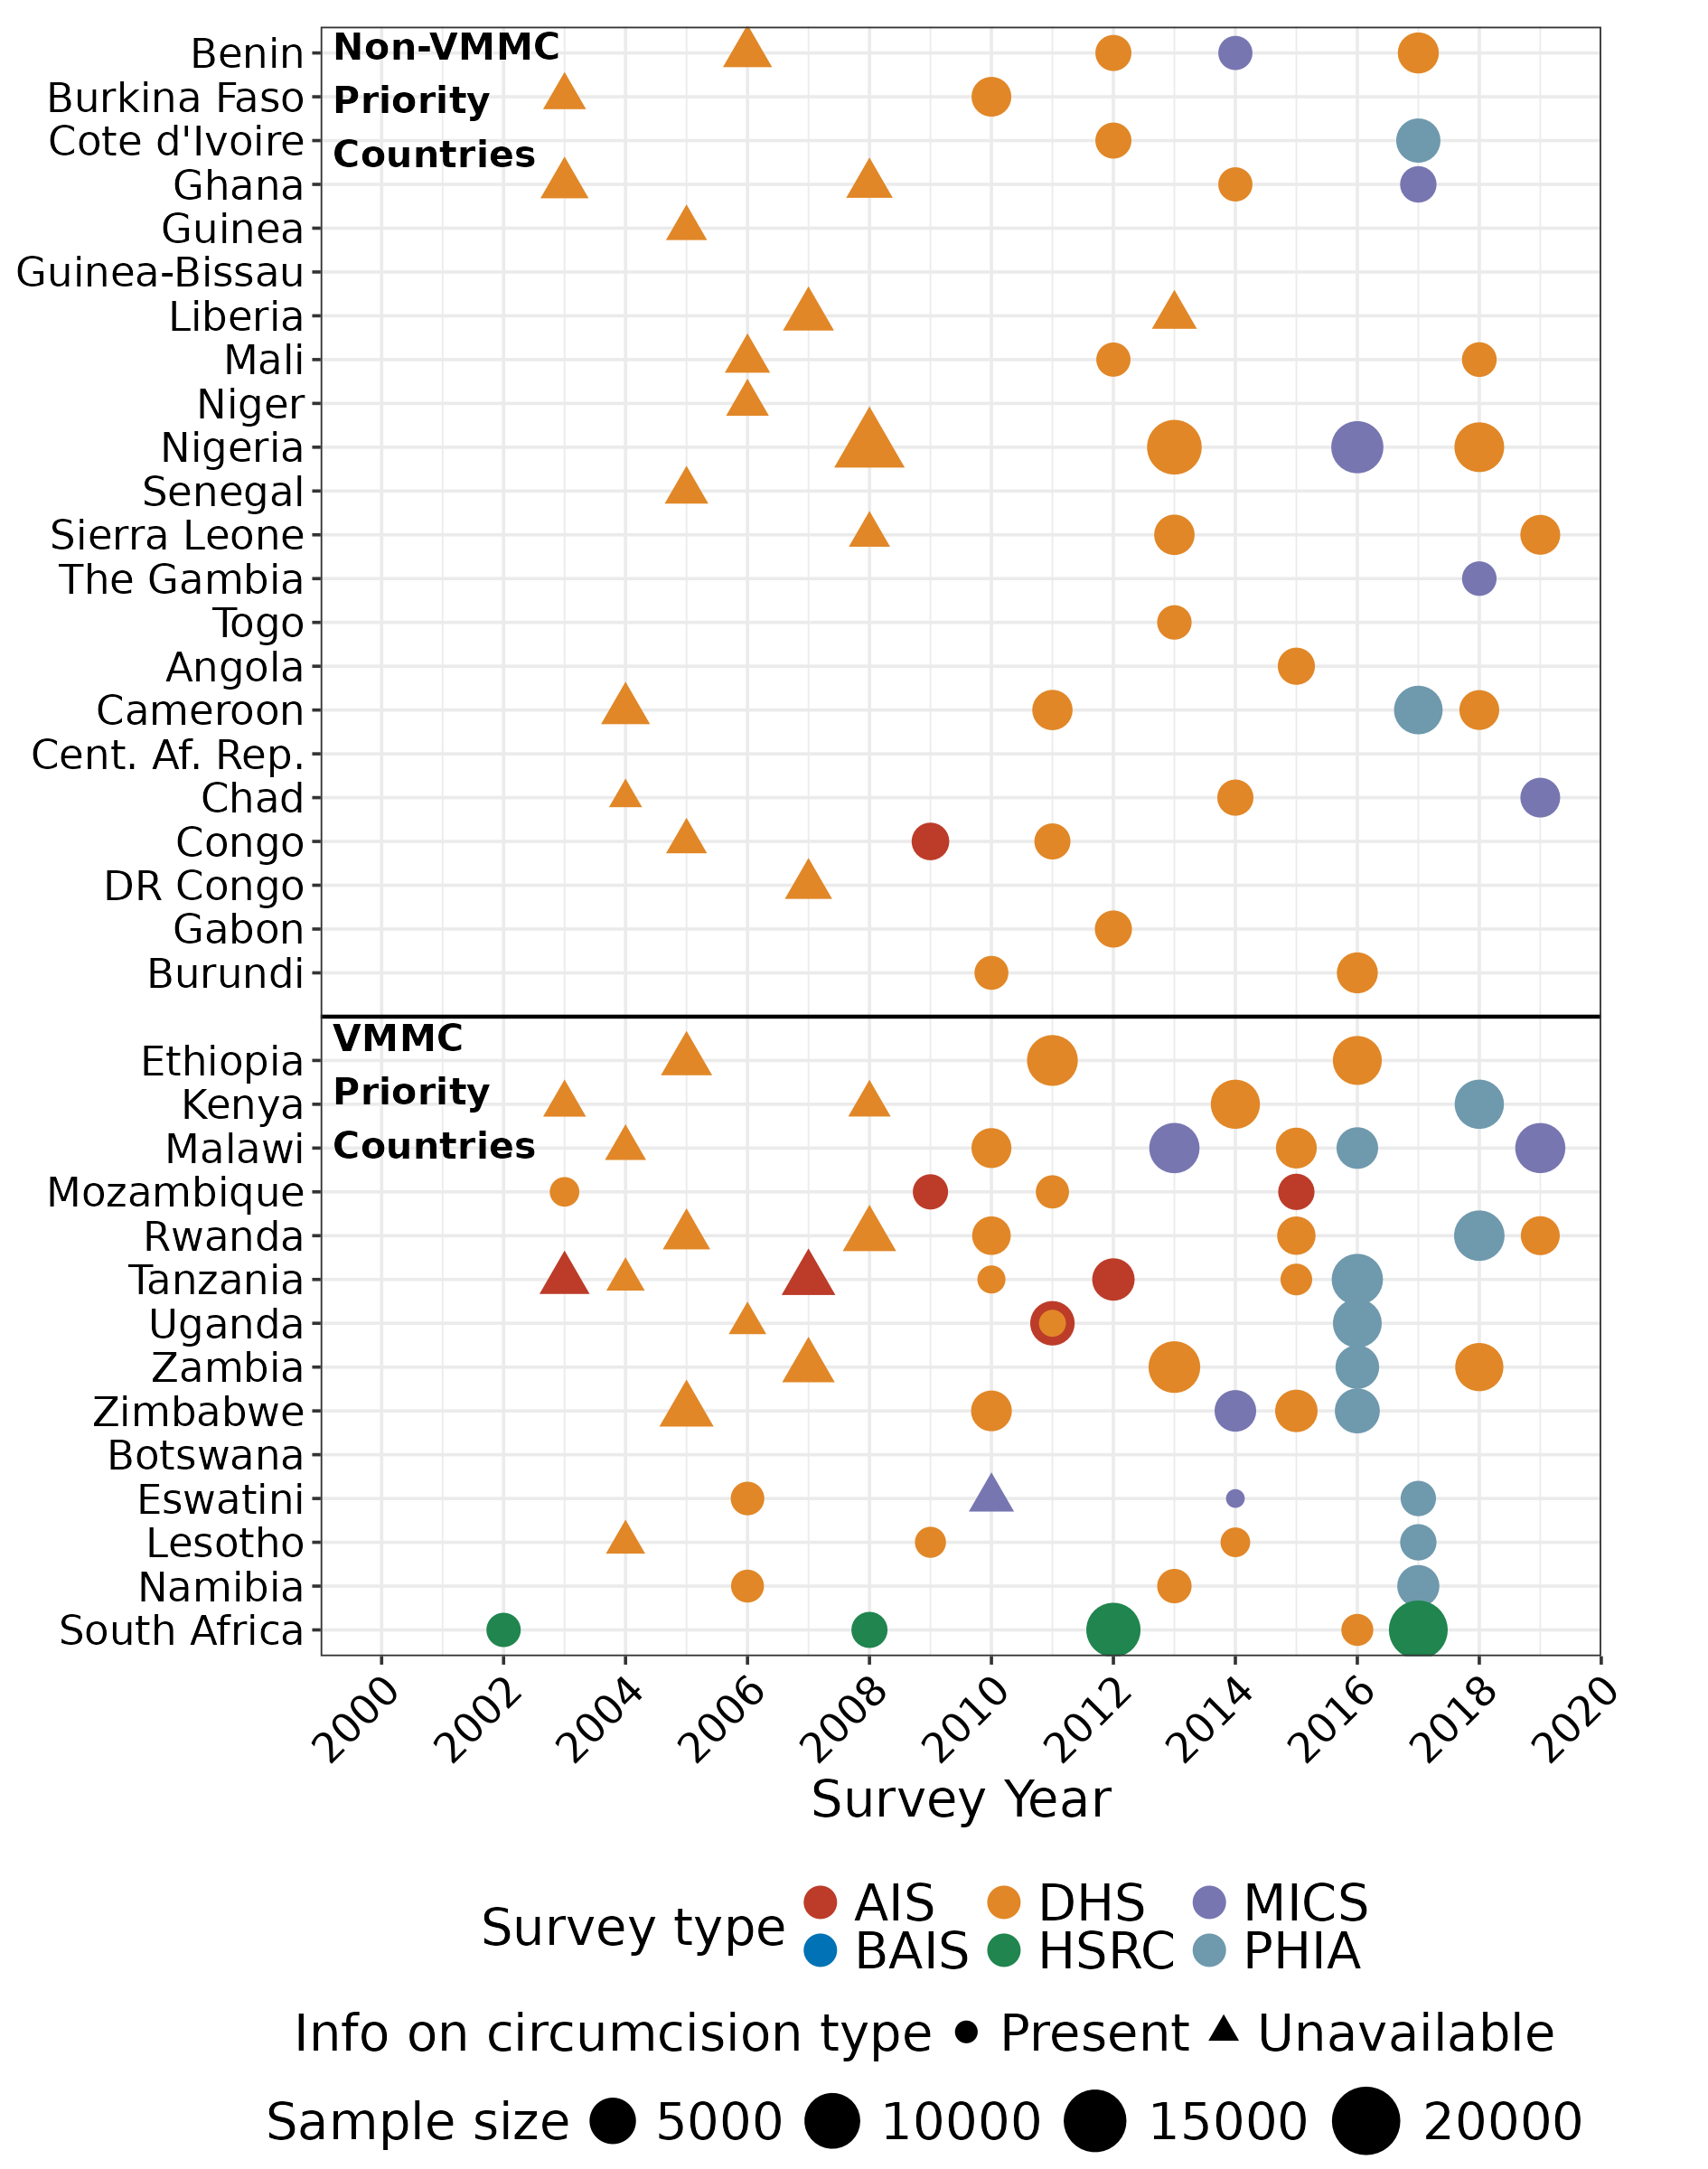 Non-VMMC
Priority
Countries
Benin
Burkina Faso
Cote d'Ivoire
Ghana
Guinea
Guinea-Bissau
Liberia
Mali
Niger
Nigeria
Senegal
Sierra Leone
The Gambia
Togo
Angola
Cameroon
Cent. Af. Rep.
Chad
Congo
DR Congo
Gabon
Burundi
VMMC
Priority
Countries
Ethiopia
Kenya
Malawi
Mozambique
Rwanda
Tanzania
Uganda
Zambia
Zimbabwe
Botswana
Eswatini
Lesotho
Namibia
South Africa
2000 2002 2004 2006 2008 2010 2012 2014 2016 2018 2020
Survey Year
Survey type
AIS DHS MICS
BAIS HSRC PHIA
Info on circumcision type Present Unavailable
Sample size 5000 10000 15000 20000